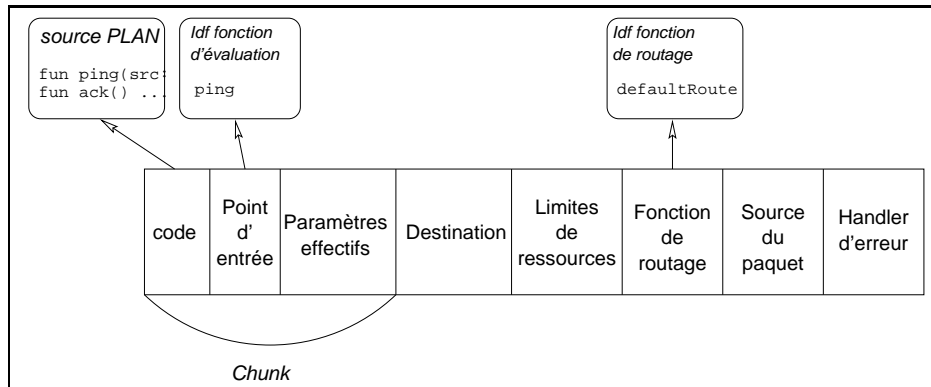 source PLAN
fun ping(src:
fun ack() ...
Idf fonction
d'évaluation
ping
Idf fonction
de routage
defaultRoute
code
Point
d'
entrée
Paramètres
effectifs
Destination
Limites
de
ressources
Fonction
de
routage
Source
du
paquet
Handler
d'erreur
Chunk